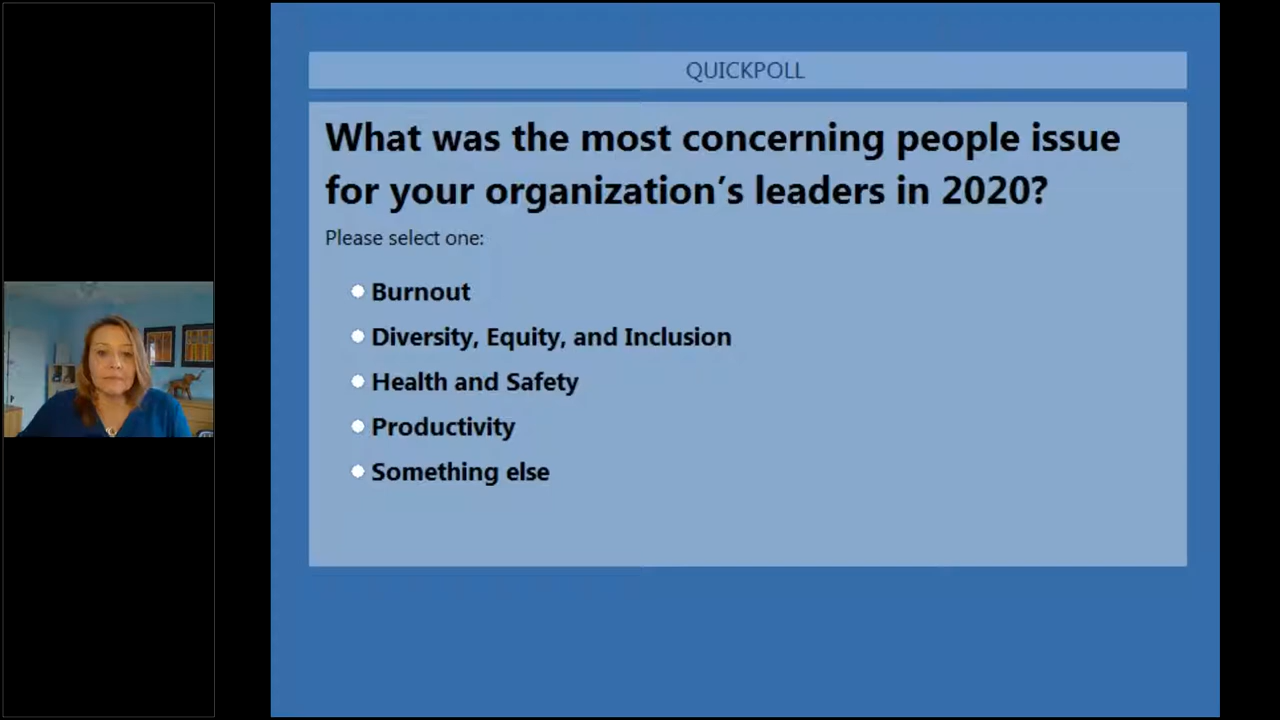 QUICKPOLL
What was the most concerning people issue
for your organization’s leaders in 2020?
Please select one:
Burnout
Diversity, Equity, and Inclusion
Health and Safety
Productivity
Something else